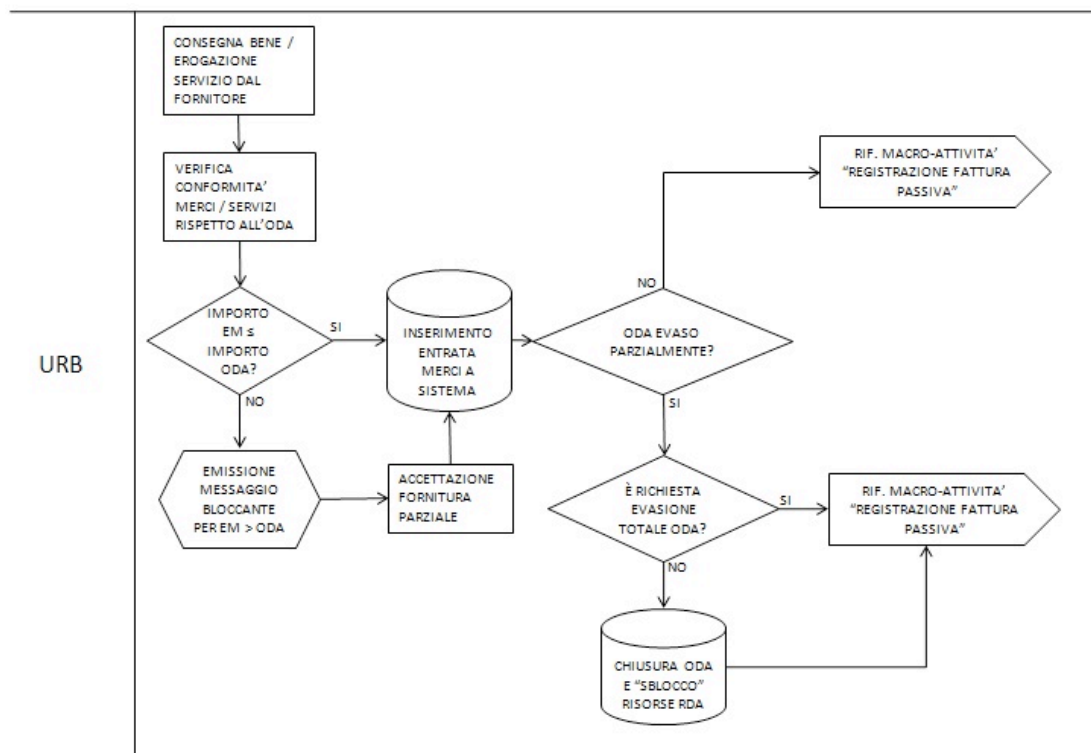 CONSEGNA BENE /
EROGAZIONE
SERVIZIO DAL
FORNITORE
VERIFICA
CONFORMITA’
MERCI / SERVIZI
RISPETTO ALL’ODA
RIF. MACRO-ATTIVITA’
“REGISTRAZIONE FATTURA
PASSIVA”
URB
IMPORTO
EM ≤
IMPORTO
ODA?
SI
NO
INSERIMENTO
ENTRATA
MERCI A
SISTEMA
NO
ODA EVASO
PARZIALMENTE?
SI
EMISSIONE
MESSAGGIO
BLOCCANTE
PER EM > ODA
ACCETTAZIONE
FORNITURA
PARZIALE
È RICHIESTA
EVASIONE
TOTALE ODA?
SI
NO
RIF. MACRO-ATTIVITA’
“REGISTRAZIONE FATTURA
PASSIVA”
CHIUSURA ODA
E “SBLOCCO”
RISORSE RDA